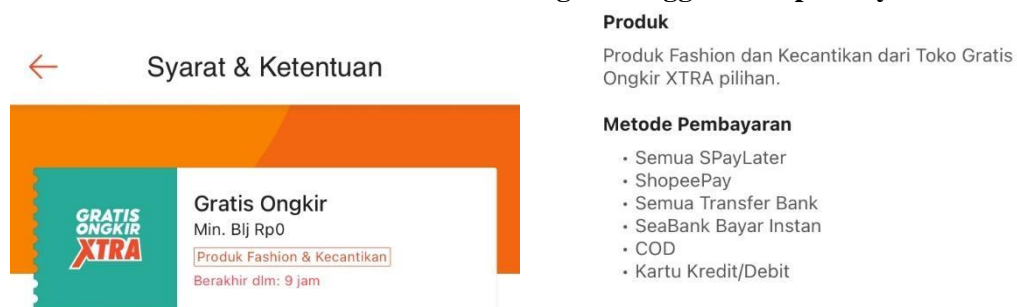 Syarat & Ketentuan
GRATIS
ONGKIR
XTRA
Gratis Ongkir
Min. Blj Rp0
Produk Fashion & Kecantikan
Berakhir dlm: 9 jam
Produk
Produk Fashion dan Kecantikan dari Toko Gratis
Ongkir XTRA pilihan.
Metode Pembayaran
• Semua SPayLater
• ShopeePay
• Semua Transfer Bank
• SeaBank Bayar Instan
• COD
• Kartu Kredit/Debit